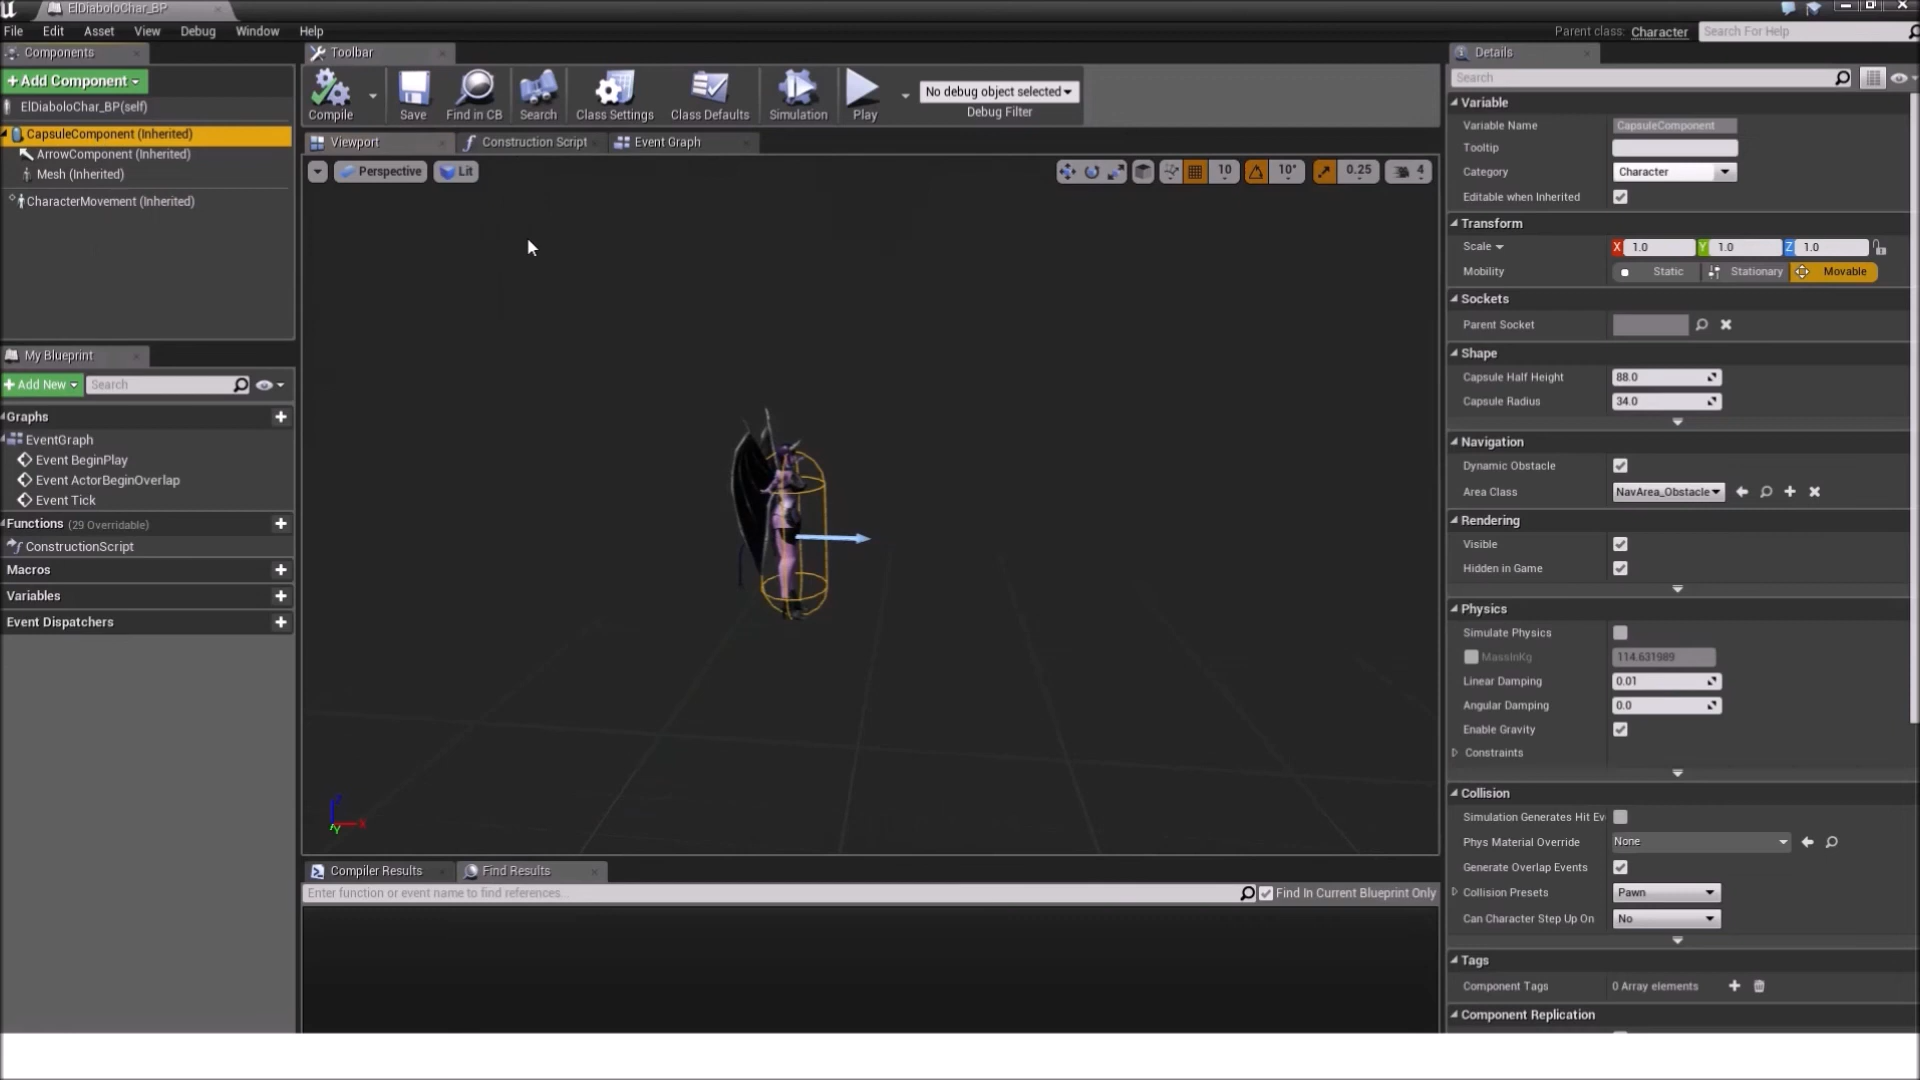 ElDiaboloChar_BP
File Edit Asset View Debug Window Help
Parent class: Character Search For Help
Components
+ Add Component
ElDiaboloChar_BP(self)
CapsuleComponent (Inherited)
ArrowComponent (Inherited)
Mesh (Inherited)
CharacterMovement (Inherited)
My Blueprint
+ Add New Search
Graphs
EventGraph
Event BeginPlay
Event ActorBeginOverlap
Event Tick
Functions (29 Overridable)
ConstructionScript
Macros
Variables
Event Dispatchers
Toolbar
Compile Save Find in CB Search Class Settings Class Defaults Simulation Play
No debug object selected
Debug Filter
Viewport Construction Script Event Graph
Perspective Lit 10 10° 0.25 4
Z X Y
Compiler Results Find Results
Enter function or event name to find references... Find In Current Blueprint Only
Details
Search
Variable
Variable Name CapsuleComponent
Tooltip
Category Character
Editable when Inherited
Transform
Scale X 1.0 Y 1.0 Z 1.0
Mobility Static Stationary Movable
Sockets
Parent Socket
Shape
Capsule Half Height 88.0
Capsule Radius 34.0
Navigation
Dynamic Obstacle
Area Class NavArea_Obstacle
Rendering
Visible
Hidden in Game
Physics
Simulate Physics
MassInKg 114.631989
Linear Damping 0.01
Angular Damping 0.0
Enable Gravity
Constraints
Collision
Simulation Generates Hit Ev
Phys Material Override None
Generate Overlap Events
Collision Presets Pawn
Can Character Step Up On No
Tags
Component Tags 0 Array elements
Component Replication